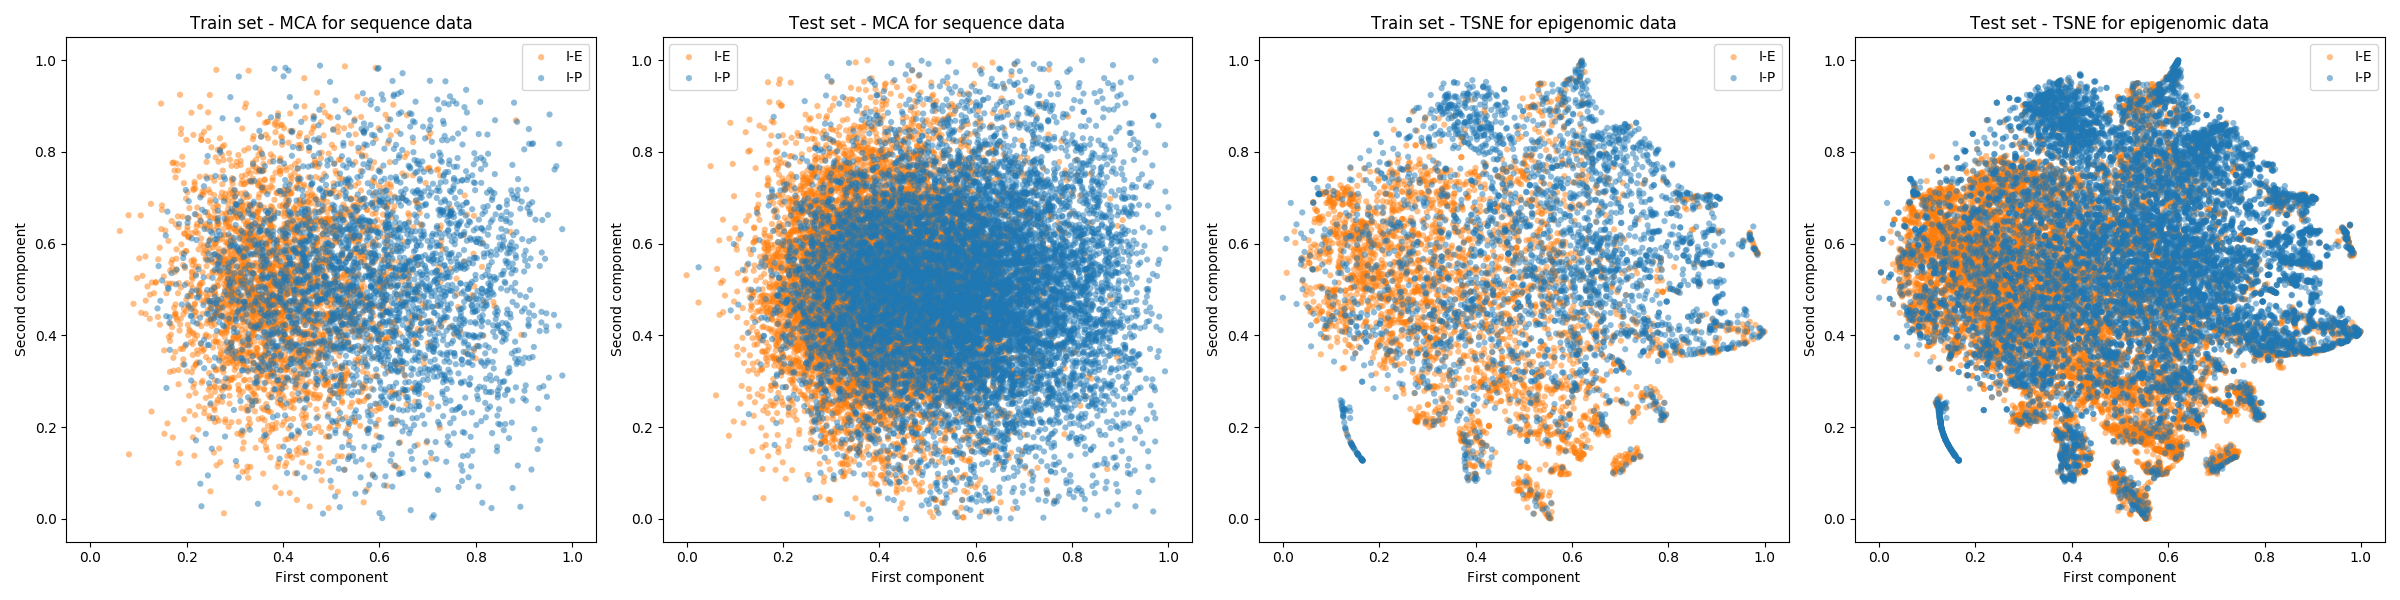 Train set - MCA for sequence data
I-E
I-P
1.0
0.8
0.6
0.4
0.2
0.0
Second component
0.0 0.2 0.4 0.6 0.8 1.0
First component
Test set - MCA for sequence data
I-E
I-P
1.0
0.8
0.6
0.4
0.2
0.0
Second component
0.0 0.2 0.4 0.6 0.8 1.0
First component
Train set - TSNE for epigenomic data
I-E
I-P
1.0
0.8
0.6
0.4
0.2
0.0
Second component
0.0 0.2 0.4 0.6 0.8 1.0
First component
Test set - TSNE for epigenomic data
I-E
I-P
1.0
0.8
0.6
0.4
0.2
0.0
Second component
0.0 0.2 0.4 0.6 0.8 1.0
First component